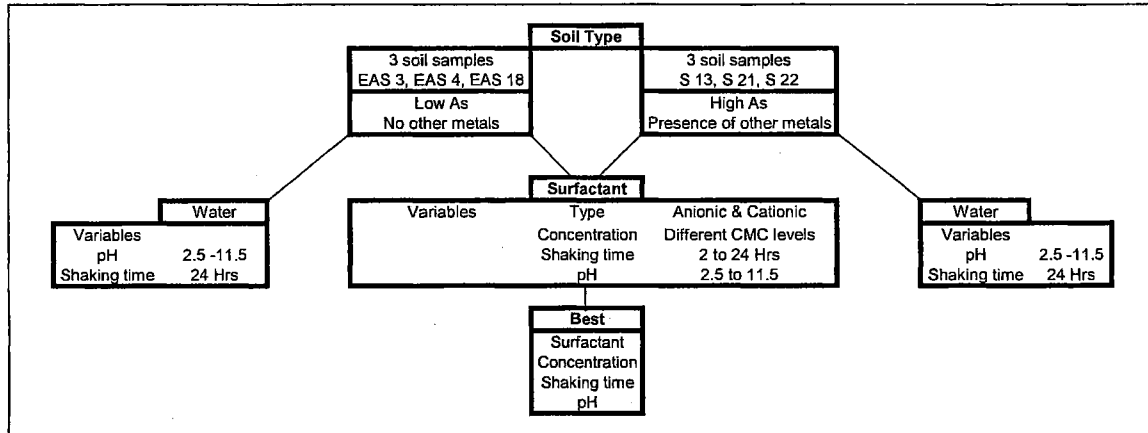 Soil Type
3 soil samples
EAS 3, EAS 4, EAS 18
Low As
No other metals
3 soil samples
S 13, S 21, S 22
High As
Presence of other metals
Water
Variables
pH 2.5 -11.5
Shaking time 24 Hrs
Surfactant
Variables Type Anionic & Cationic
Concentration Different CMC levels
Shaking time 2 to 24 Hrs
pH 2.5 to 11.5
Water
Variables
pH 2.5 -11.5
Shaking time 24 Hrs
Best
Surfactant
Concentration
Shaking time
pH